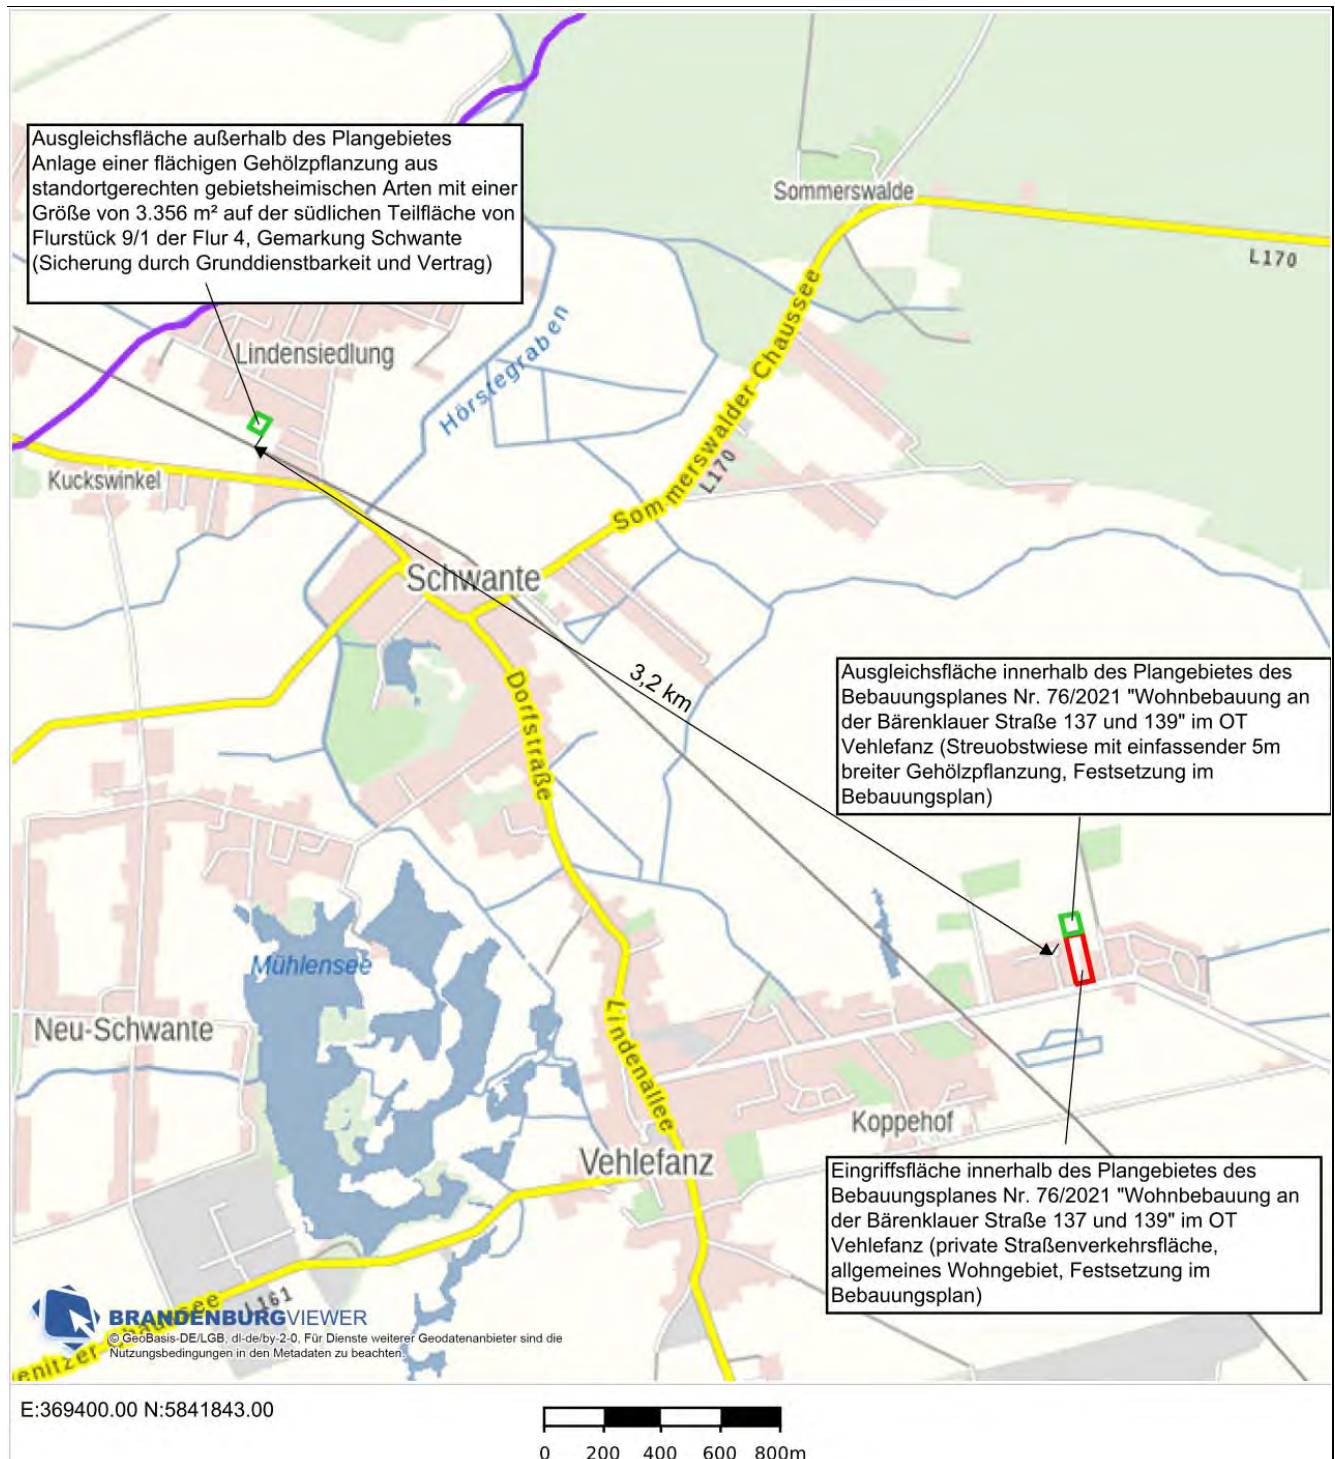 Ausgleichsfläche außerhalb des Plangebietes
Anlage einer flächigen Gehölzpflanzung aus
standortgerechten gebietsheimischen Arten mit einer
Größe von 3.356 m² auf der südlichen Teilfläche von
Flurstück 9/1 der Flur 4, Gemarkung Schwante
(Sicherung durch Grunddienstbarkeit und Vertrag)
Sommerswalde
L170
Lindensiedlung
Hörstegraben
Sommerswalder Chaussee
L170
Kuckswinkel
Schwante
3,2 km
Dorfstraße
Ausgleichsfläche innerhalb des Plangebietes des
Bebauungsplanes Nr. 76/2021 "Wohnbebauung an
der Bärenklauer Straße 137 und 139" im OT
Vehlefanz (Streuobstwiese mit einfassender 5m
breiter Gehölzpflanzung, Festsetzung im
Bebauungsplan)
Mühlensee
Neu-Schwante
Lindenallee
Koppehof
Vehlefanz
Eingriffsfläche innerhalb des Plangebietes des
Bebauungsplanes Nr. 76/2021 "Wohnbebauung an
der Bärenklauer Straße 137 und 139" im OT
Vehlefanz (private Straßenverkehrsfläche,
allgemeines Wohngebiet, Festsetzung im
Bebauungsplan)
L161
enitzer Chaussee
BRANDENBURGVIEWER
© GeoBasis-DE/LGB, dl-de/by-2-0, Für Dienste weiterer Geodatenanbieter sind die
Nutzungsbedingungen in den Metadaten zu beachten.
E:369400.00 N:5841843.00
0 200 400 600 800m